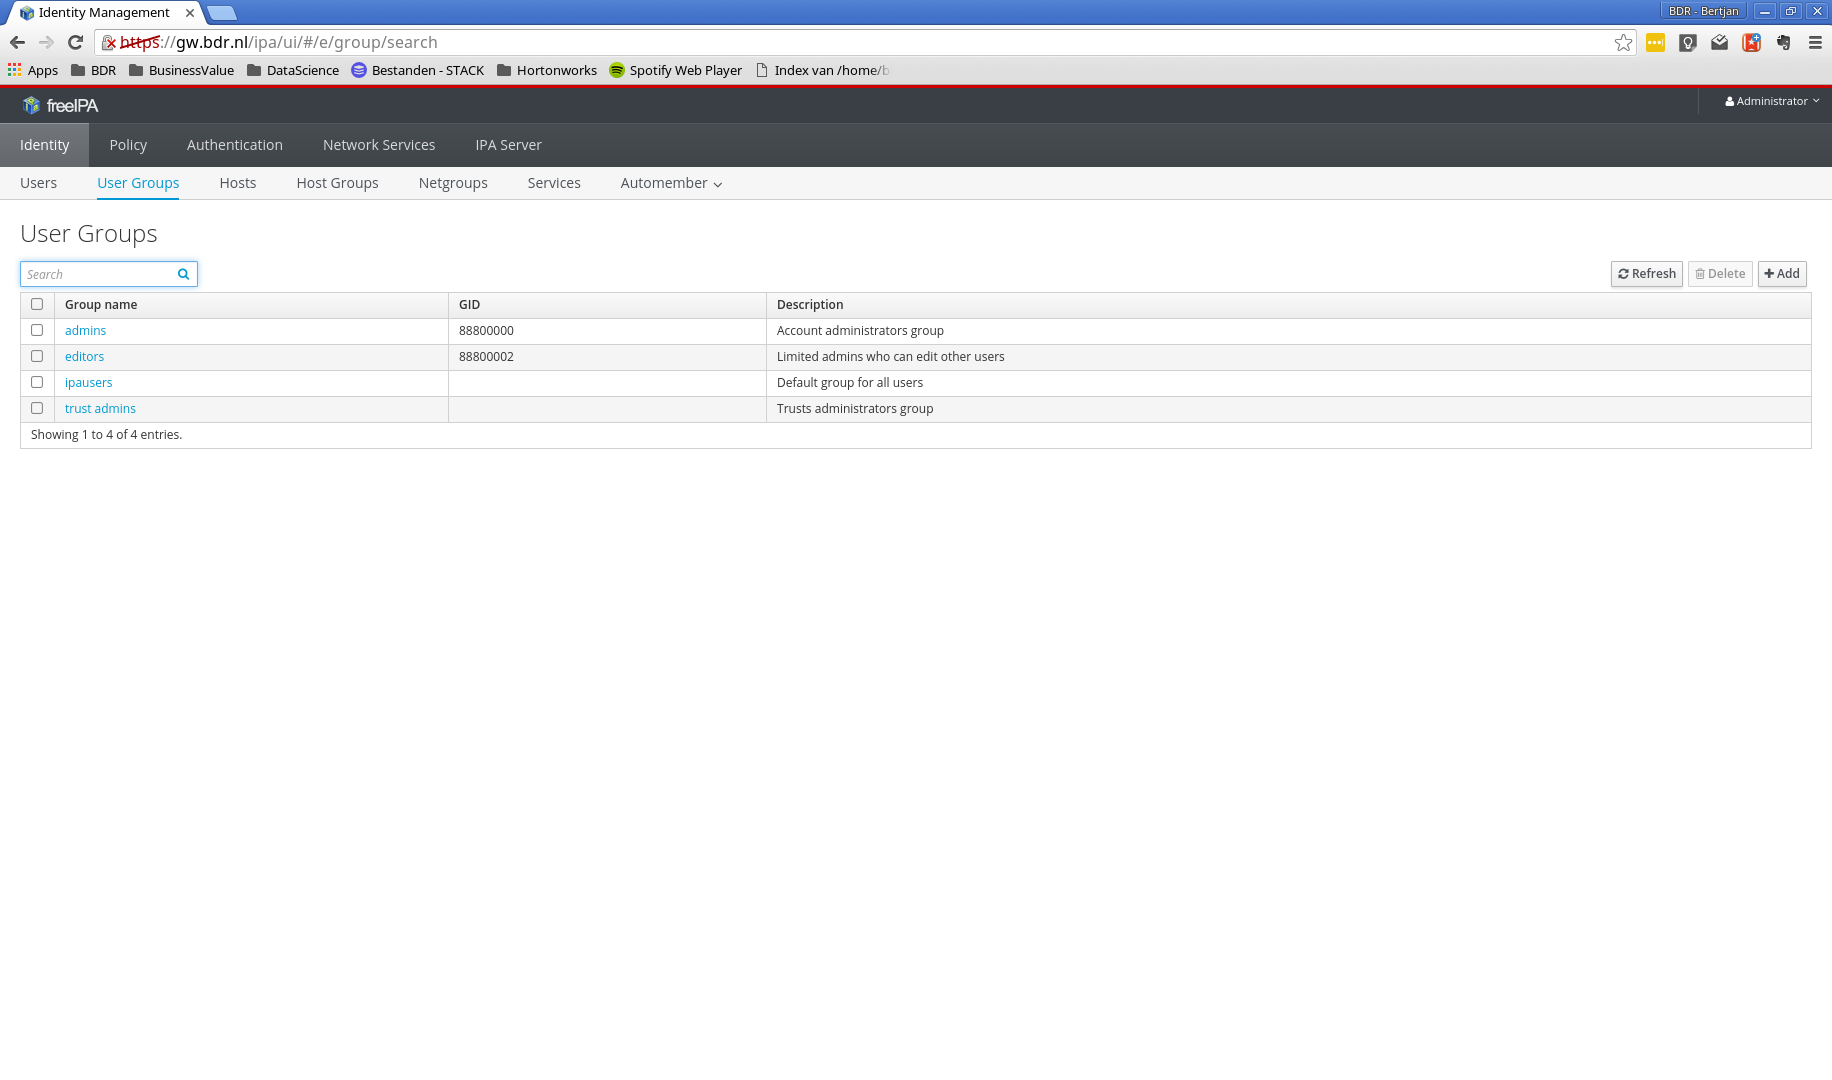 Identity Management
BDR - Bertjan
https://gw.bdr.nl/ipa/ui/#/e/group/search
Apps BDR BusinessValue DataScience Bestanden - STACK Hortonworks Spotify Web Player Index van /home/b
freeIPA
Administrator
Identity Policy Authentication Network Services IPA Server
Users User Groups Hosts Host Groups Netgroups Services Automember
User Groups
Search
Refresh Delete Add
Group name GID Description
admins 88800000 Account administrators group
editors 88800002 Limited admins who can edit other users
ipausers Default group for all users
trust admins Trusts administrators group
Showing 1 to 4 of 4 entries.